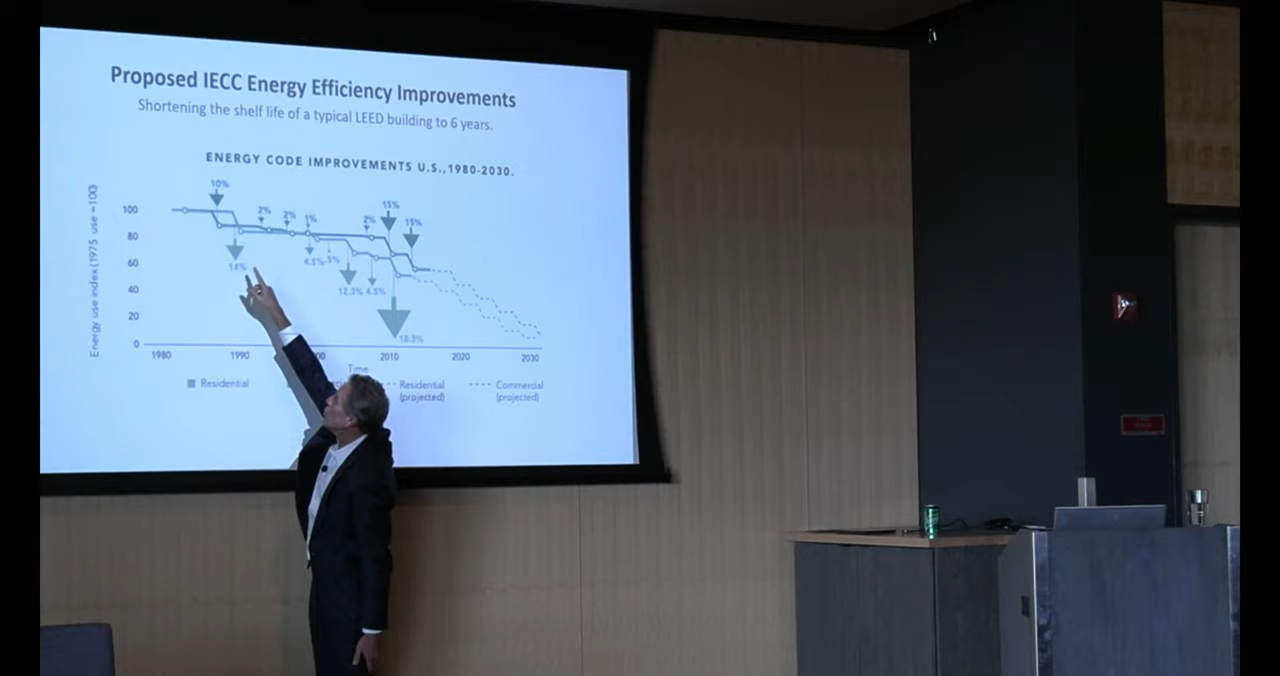 Proposed IECC Energy Efficiency Improvements
Shortening the shelf life of a typical LEED building to 6 years.
ENERGY CODE IMPROVEMENTS U.S., 1980-2030.
Energy use index (1975 use =100)
10%
2%
2%
1%
2%
15%
15%
100
80
60
40
20
0
14%
4.5%
.5%
12.3%
4.5%
18.3%
1980
1990
2010
2020
2030
Time
Residential
Residential
(projected)
Commercial
(projected)